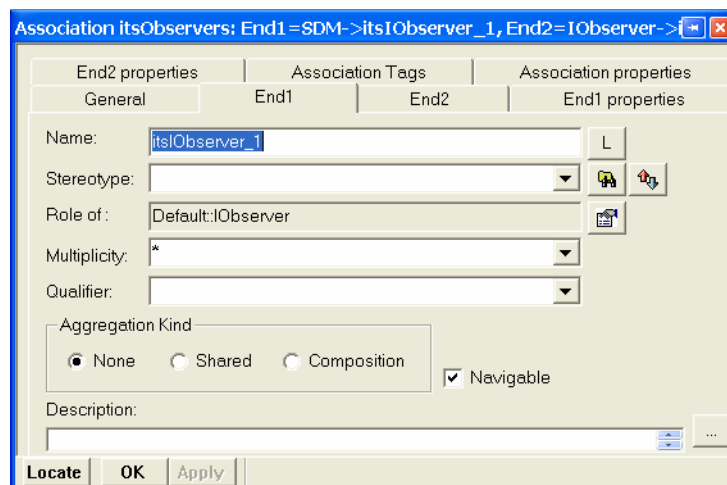 Association itsObservers: End1=SDM->itsIObserver_1, End2=IObserver->i
End2 properties Association Tags Association properties
General End1 End2 End1 properties
Name: itsIObserver_1 L
Stereotype:
Role of : Default::IObserver
Multiplicity: *
Qualifier:
Aggregation Kind
None Shared Composition
Navigable
Description:
...
Locate OK Apply